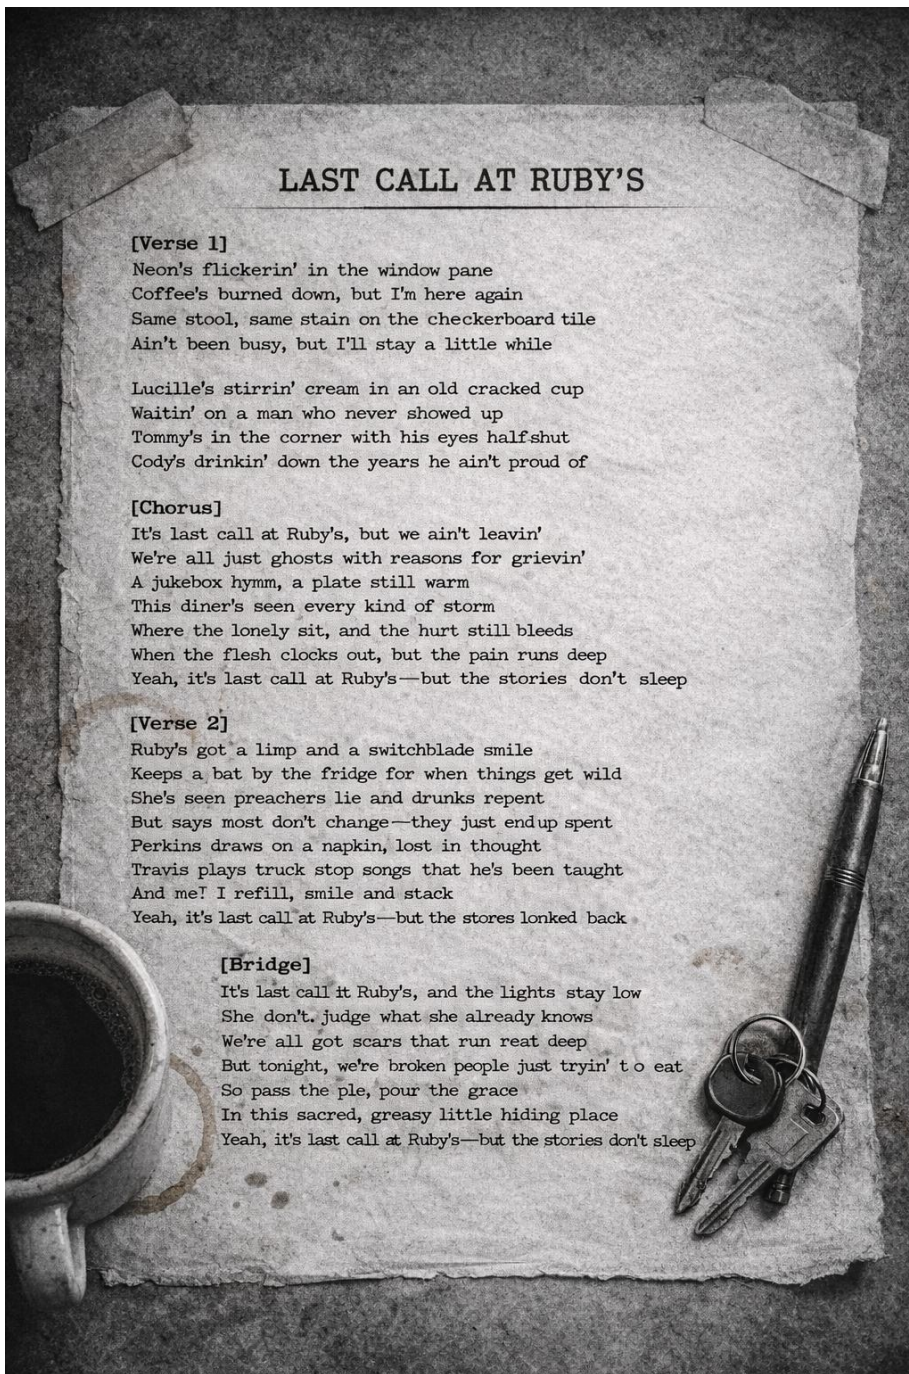 LAST CALL AT RUBY'S
[Verse 1]
Neon's flickerin' in the window pane
Coffee's burned down, but I'm here again
Same stool, same stain on the checkerboard tile
Ain't been busy, but I'll stay a little while
Lucille's stirrin' cream in an old cracked cup
Waitin' on a man who never showed up
Tommy's in the corner with his eyes half-shut
Cody's drinkin' down the years he ain't proud of
[Chorus]
It's last call at Ruby's, but we ain't leavin'
We're all just ghosts with reasons for grievin'
A jukebox hymm, a plate still warm
This diner's seen every kind of storm
Where the lonely sit, and the hurt still bleeds
When the flesh clocks out, but the pain runs deep
Yeah, it's last call at Ruby's—but the stories don't sleep
[Verse 2]
Ruby's got a limp and a switchblade smile
Keeps a bat by the fridge for when things get wild
She's seen preachers lie and drunks repent
But says most don't change—they just end up spent
Perkins draws on a napkin, lost in thought
Travis plays truck stop songs that he's been taught
And me? I refill, smile and stack
Yeah, it's last call at Ruby's—but the stores lonked back
[Bridge]
It's last call it Ruby's, and the lights stay low
She don't. judge what she already knows
We're all got scars that run reat deep
But tonight, we're broken people just tryin' t o eat
So pass the ple, pour the grace
In this sacred, greasy little hiding place
Yeah, it's last call at Ruby's—but the stories don't sleep